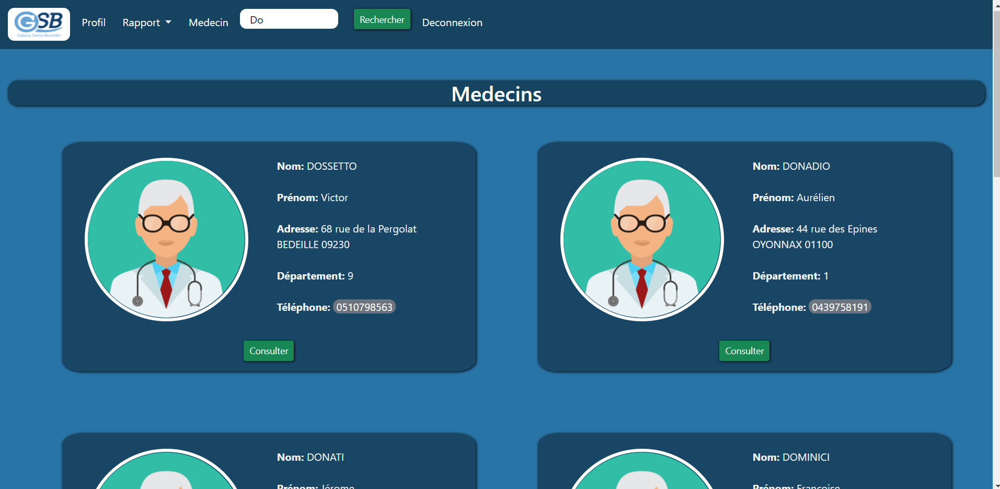 GSB
Galaxy Swiss Bourdin
Profil
Rapport
Medecin
Do
Rechercher
Deconnexion
Medecins
Nom: DOSSETTO
Prénom: Victor
Adresse: 68 rue de la Pergolat
BEDEILLE 09230
Département: 9
Téléphone: 0510798563
Consulter
Nom: DONADIO
Prénom: Aurélien
Adresse: 44 rue des Epines
OYONNAX 01100
Département: 1
Téléphone: 0439758191
Consulter
Nom: DONATI
Prénom: Jérome
Nom: DOMINICI
Prénom: Françoise